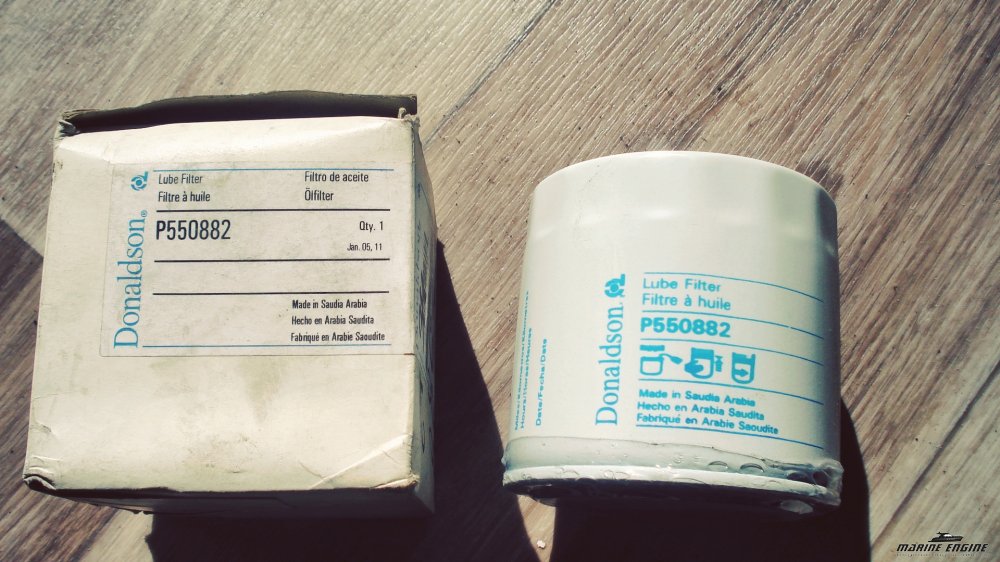 Donaldson®
Lube Filter
Filtre à huile
Filtro de aceite
Ölfilter
P550882
Qty. 1
Jan. 05, 11
Made in Saudia Arabia
Hecho en Arabia Saudita
Fabriqué en Arabie Saoudite
Date/Fecha/Date
Donaldson.
Lube Filter
Filtre à huile
P550882
Made in Saudia Arabia
Hecho en Arabia Saudita
Fabriqué en Arabie Saoudite
MARINE ENGINE